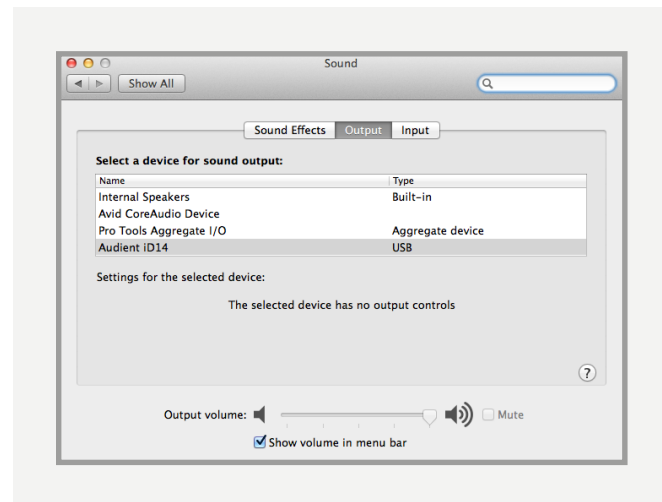 Sound
Show All
Sound Effects Output Input
Select a device for sound output:
Name Type
Internal Speakers Built-in
Avid CoreAudio Device
Pro Tools Aggregate I/O Aggregate device
Audient iD14 USB
Settings for the selected device:
The selected device has no output controls
?
Output volume: Mute
Show volume in menu bar